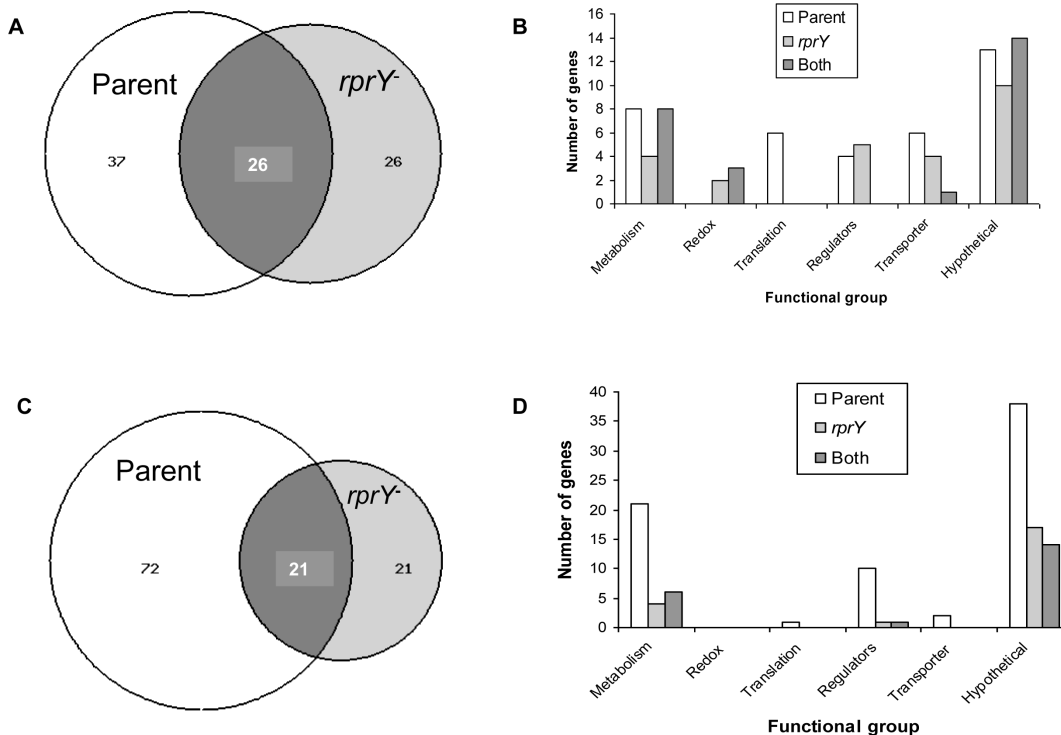 A
Parent
rprY-
37
26
26
B
Parent
rprY
Both
Number of genes
16
14
12
10
8
6
4
2
0
Metabolism
Redox
Translation
Regulators
Transporter
Hypothetical
Functional group
C
Parent
rprY-
72
21
21
D
Parent
rprY
Both
Number of genes
40
35
30
25
20
15
10
5
0
Metabolism
Redox
Translation
Regulators
Transporter
Hypothetical
Functional group